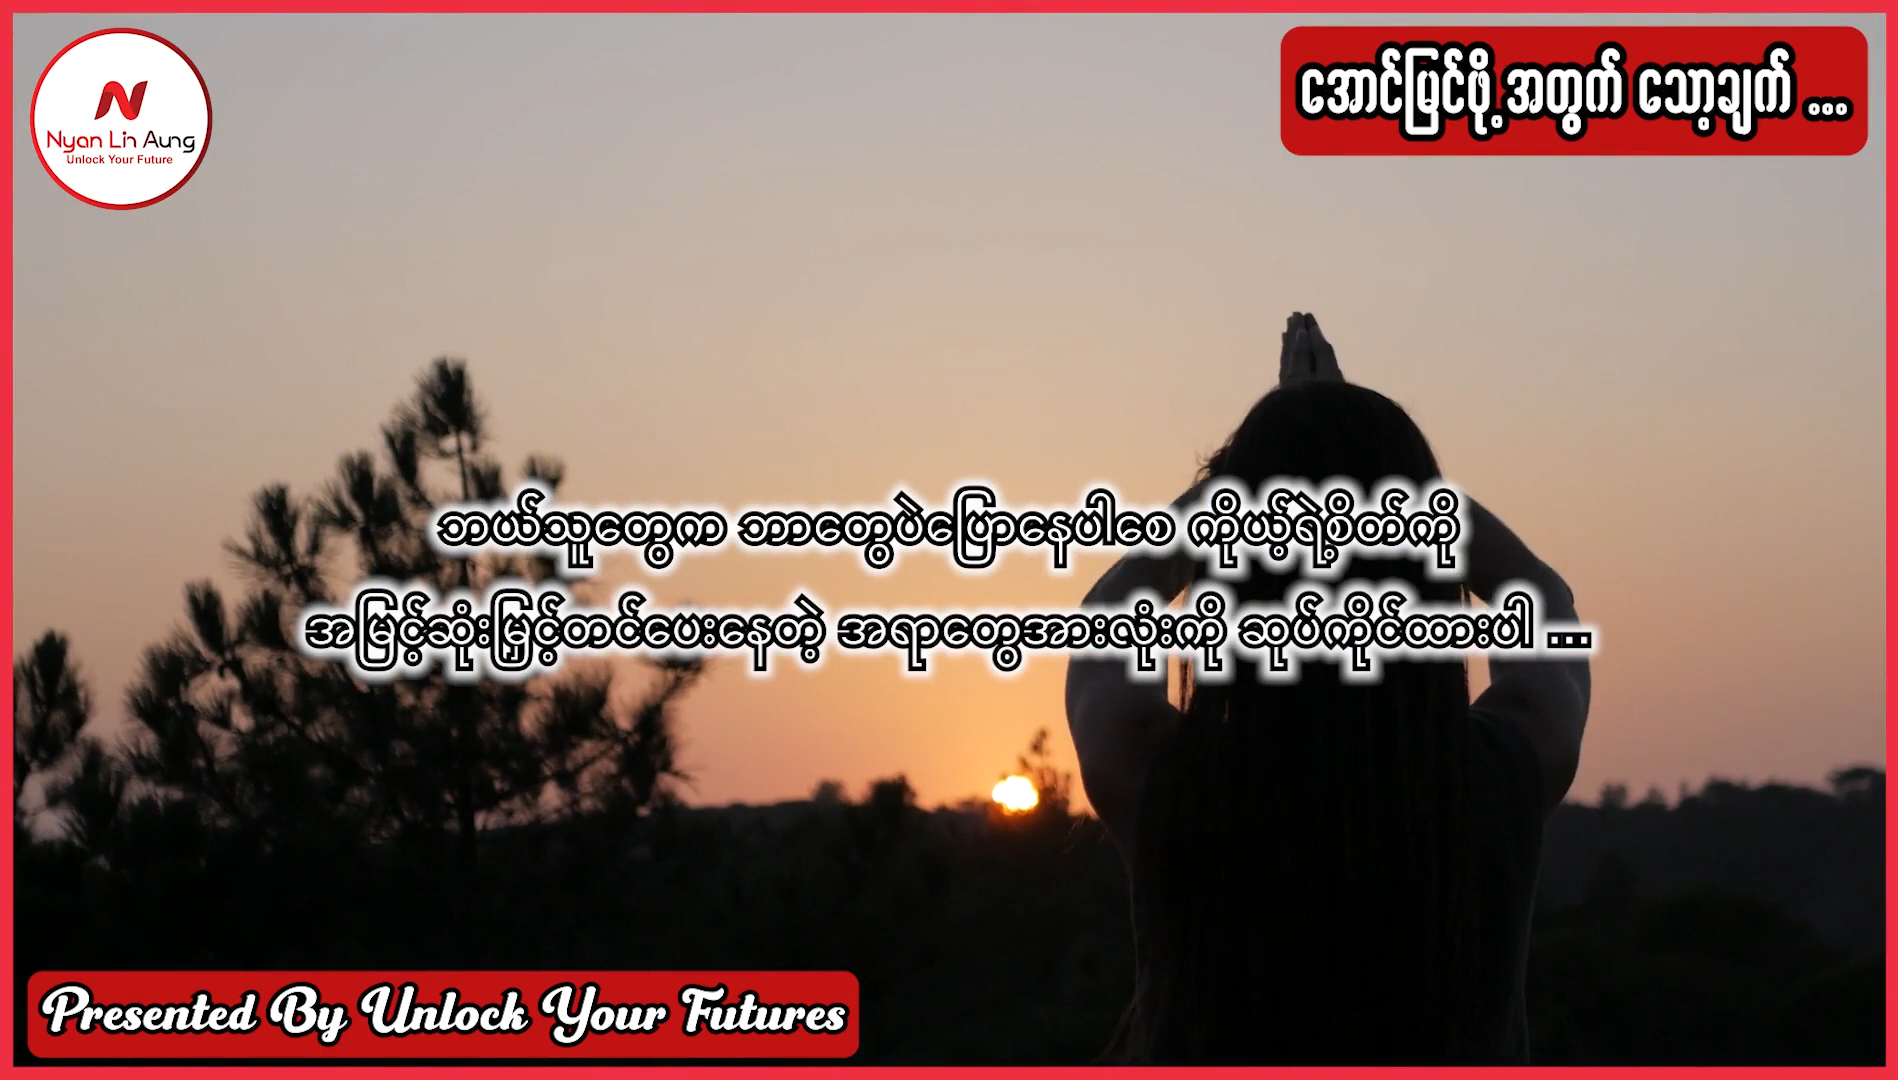 Nyan Lin Aung
Unlock Your Future
အောင်မြင်ဖို့ အတွက် သော့ချက် ...
ဘယ်သူတွေက ဘာတွေပဲပြောနေပါစေ ကိုယ့်ရဲ့စိတ်ကို
အမြင့်ဆုံးမြှင့်တင်ပေးနေတဲ့ အရာတွေအားလုံးကို ဆုပ်ကိုင်ထားပါ ...
Presented By Unlock Your Futures